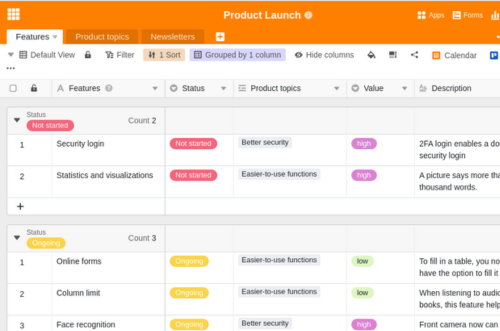 Product Launch
Apps
Forms
Features
Product topics
Newsletters
Default View
Filter
1 Sort
Grouped by 1 column
Hide columns
Calendar
A Features Status Product topics Value Description
Status
Not started
Count 2
1 Security login Not started Better security high 2FA login enables a do
security login
2 Statistics and visualizations Not started Easier-to-use functions high A picture says more tha
thousand words.
Status
Ongoing
Count 3
1 Online forms Ongoing Easier-to-use functions low To fill in a table, you no
have the option to fill it
2 Column limit Ongoing Easier-to-use functions low When listening to audio
books, this feature help
3 Face recognition Ongoing Better security high Front camera now can